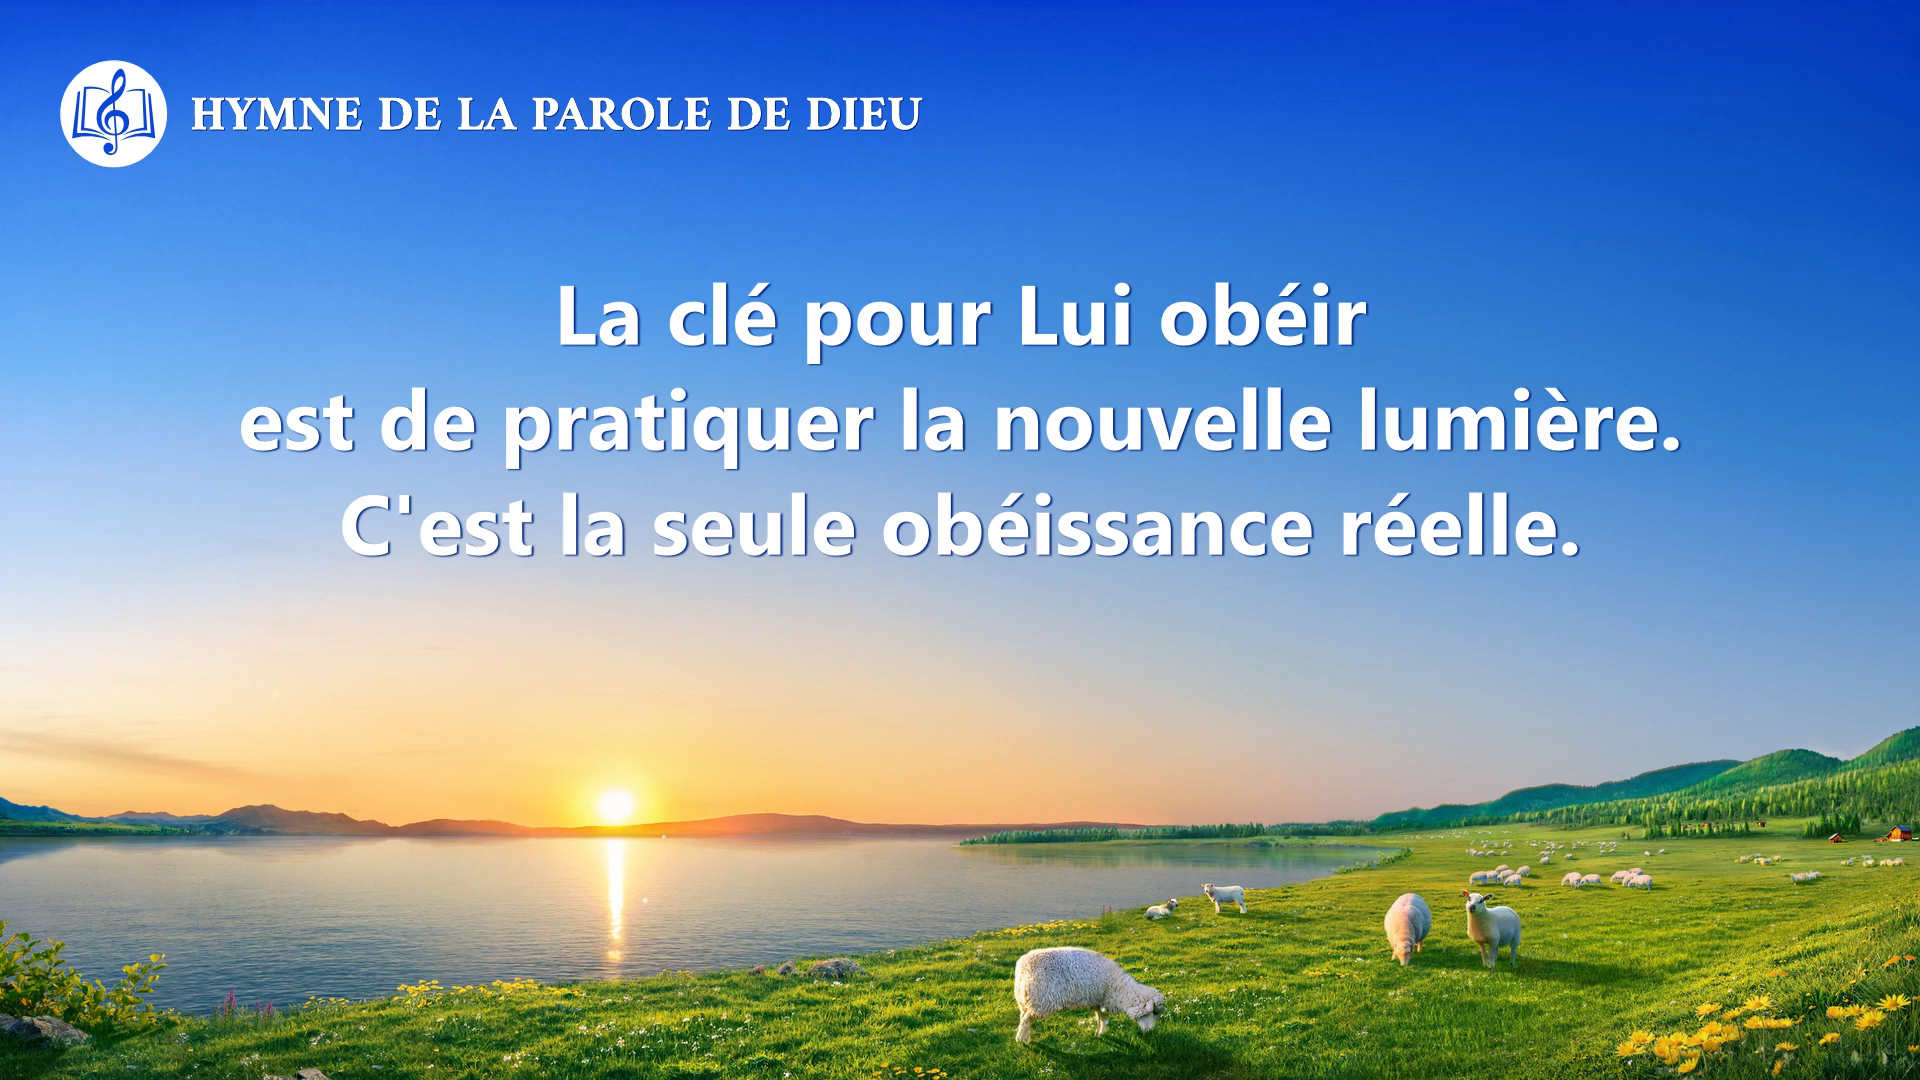 HYMNE DE LA PAROLE DE DIEU
La clé pour Lui obéir
est de pratiquer la nouvelle lumière.
C'est la seule obéissance réelle.